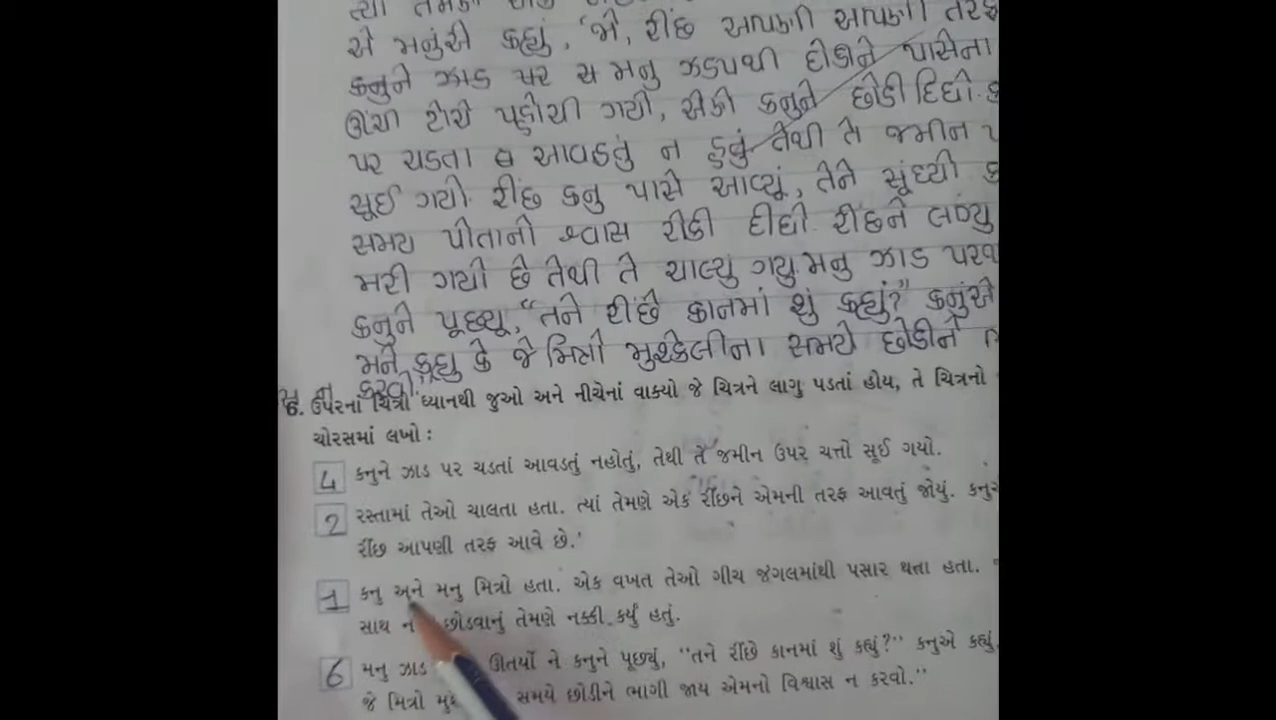 એ મનુંએ કહ્યું, "જો, રીંછ આપણી આપણી તરફ
કનુને ઝાડ પર એ મનુ ઝડપથી દોડીને પાસેના
ઊંચા ટોચે પહોચી ગયો, એકી કનુને છોડી દિધો
પર ચડતા આવડતું ન હતું તેથી તે જમીન
સૂઈ ગયો રીંછ કનુ પાસે આવ્યું, તેને સૂંઘ્યો
સમય પોતાનો શ્વાસ રોકી દીધો રીંછને લાગ્યુ
મરી ગયો છે તેથી તે ચાલ્યું ગયુ. મનુ ઝાડ પરથ
કનુને પૂછ્યૂ, "તને રીંછે કાનમાં શું કહ્યું?" કનુંએ
મને કહ્યુ કે જે મિત્રો મુશ્કેલીના સમયે છોડીને
ન કરવો."
6. ઉપરનાં ચિત્રો ધ્યાનથી જુઓ અને નીચેનાં વાક્યો જે ચિત્રને લાગુ પડતાં હોય, તે ચિત્રનો
ચોરસમાં લખો :
4 કનુને ઝાડ પર ચડતાં આવડતું નહોતું, તેથી તે જમીન ઉપર ચત્તો સૂઈ ગયો.
2 રસ્તામાં તેઓ ચાલતા હતા. ત્યાં તેમણે એક રીંછને એમની તરફ આવતું જોયું. કનુએ
રીંછ આપણી તરફ આવે છે.'
1 કનુ અને મનુ મિત્રો હતા. એક વખત તેઓ ગીચ જંગલમાંથી પસાર થતા હતા.
સાથ ન છોડવાનું તેમણે નક્કી કર્યું હતું.
6 મનુ ઝાડ ઊતર્યો ને કનુને પૂછ્યું, "તને રીંછે કાનમાં શું કહ્યું?" કનુએ કહ્યું,
જે મિત્રો સમયે છોડીને ભાગી જાય એમનો વિશ્વાસ ન કરવો."